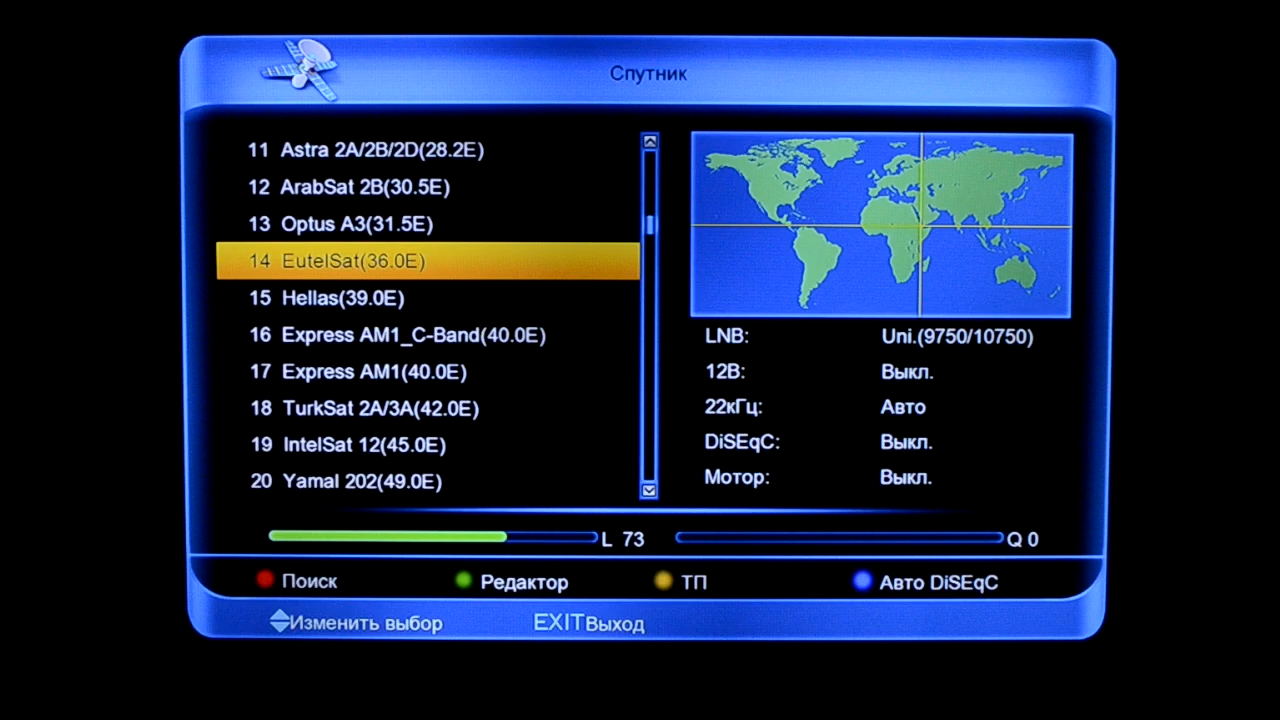 Спутник
11 Astra 2A/2B/2D(28.2E)
12 ArabSat 2B(30.5E)
13 Optus A3(31.5E)
14 EutelSat(36.0E)
15 Hellas(39.0E)
16 Express AM1_C-Band(40.0E)
17 Express AM1(40.0E)
18 TurkSat 2A/3A(42.0E)
19 IntelSat 12(45.0E)
20 Yamal 202(49.0E)
LNB: Uni.(9750/10750)
12В: Выкл.
22кГц: Авто
DiSEqC: Выкл.
Мотор: Выкл.
L 73 Q 0
Поиск Редактор ТП Авто DiSEqC
Изменить выбор EXIT Выход